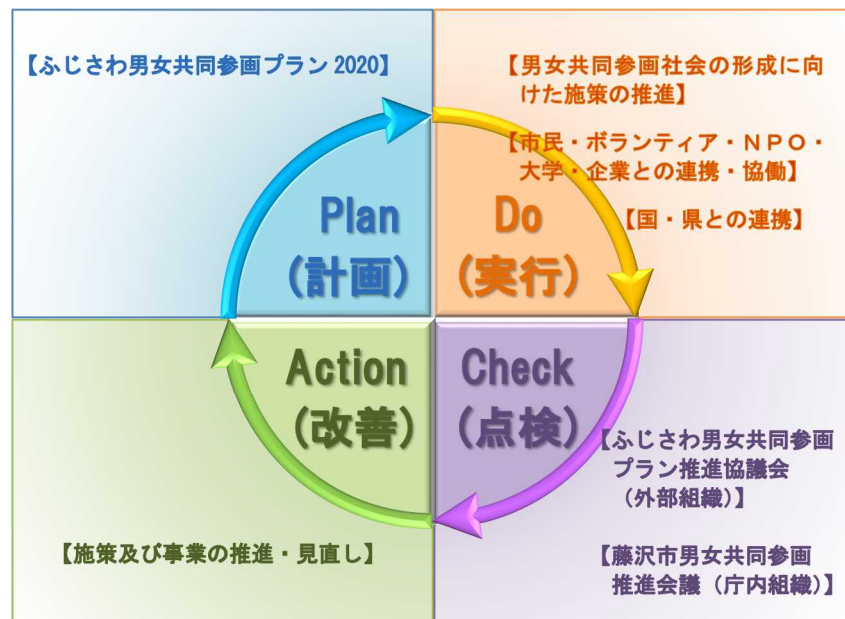 【ふじさわ男女共同参画プラン 2020】
Plan
(計画)
【男女共同参画社会の形成に向
けた施策の推進】
【市民・ボランティア・ＮＰＯ・
大学・企業との連携・協働】
【国・県との連携】
Do
(実行)
Check
(点検)
【ふじさわ男女共同参画
プラン推進協議会
（外部組織）】
【藤沢市男女共同参画
推進会議（庁内組織）】
Action
(改善)
【施策及び事業の推進・見直し】